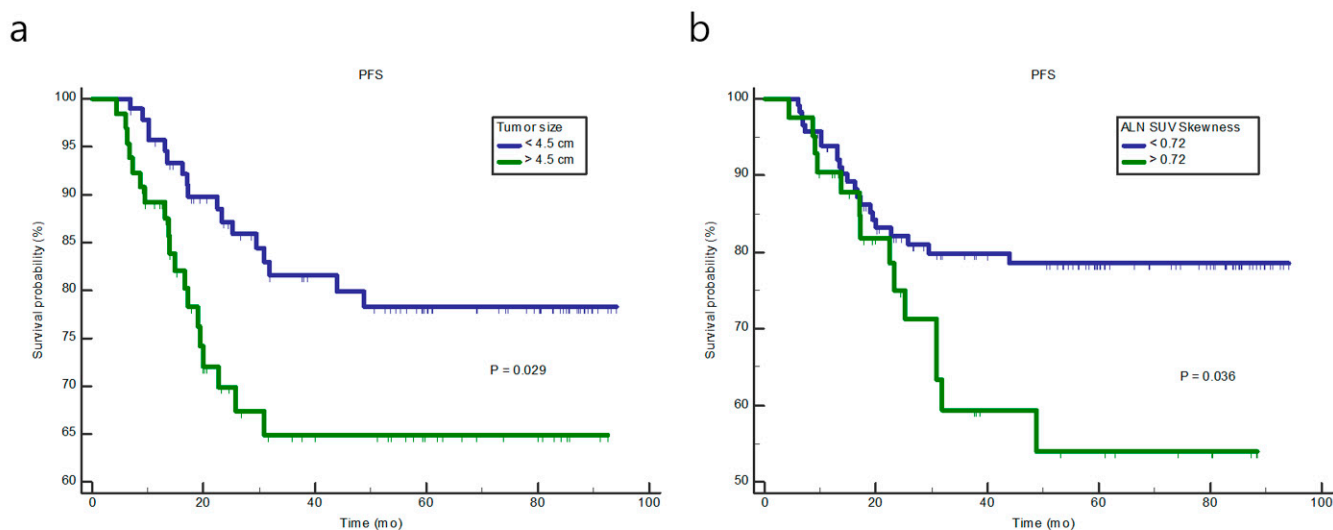 a
PFS
Survival probability (%)
100
95
90
85
80
75
70
65
60
Tumor size
< 4.5 cm
> 4.5 cm
P = 0.029
0 20 40 60 80 100
Time (mo)
b
PFS
Survival probability (%)
100
90
80
70
60
50
ALN SUV Skewness
< 0.72
> 0.72
P = 0.036
0 20 40 60 80 100
Time (mo)